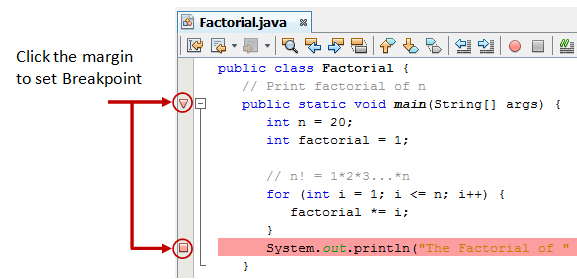 Factorial.java
Click the margin
to set Breakpoint
public class Factorial {
// Print factorial of n
public static void main(String[] args) {
int n = 20;
int factorial = 1;
// n! = 1*2*3...*n
for (int i = 1; i <= n; i++) {
factorial *= i;
}
System.out.println("The Factorial of "
}